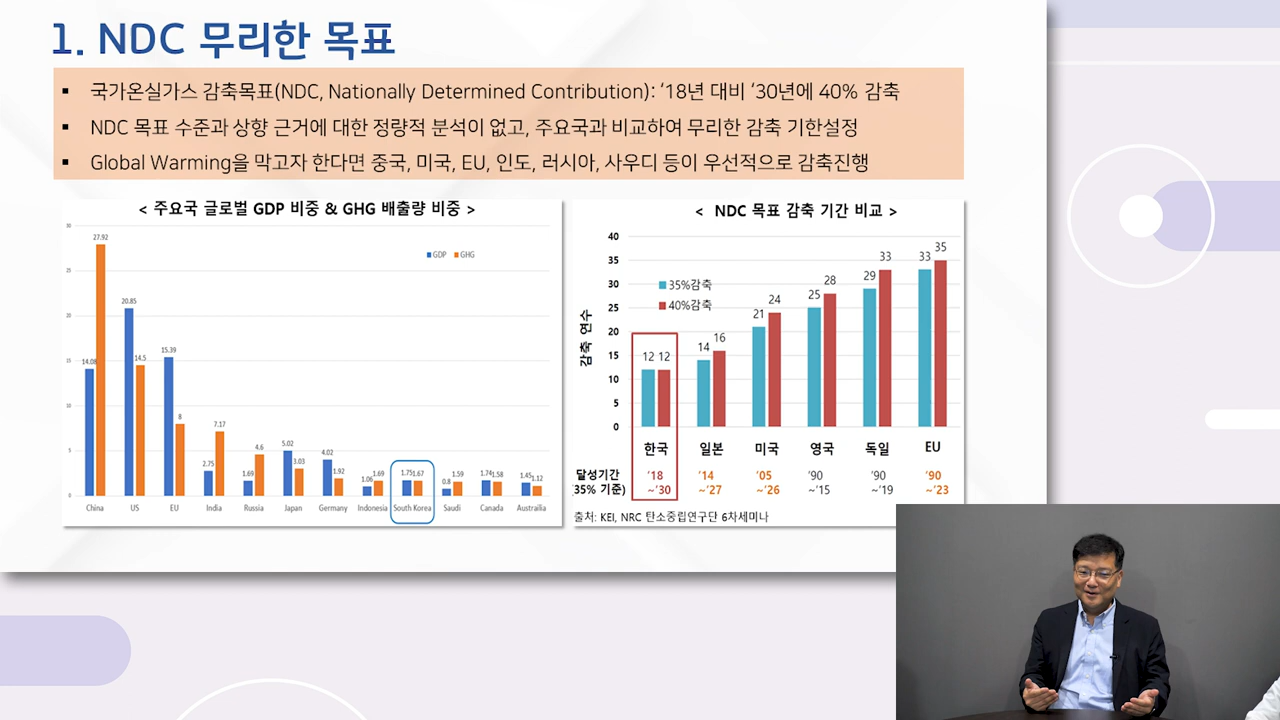 1. NDC 무리한 목표
▪ 국가온실가스 감축목표(NDC, Nationally Determined Contribution): ‘18년 대비 ‘30년에 40% 감축
▪ NDC 목표 수준과 상향 근거에 대한 정량적 분석이 없고, 주요국과 비교하여 무리한 감축 기한설정
▪ Global Warming을 막고자 한다면 중국, 미국, EU, 인도, 러시아, 사우디 등이 우선적으로 감축진행
< 주요국 글로벌 GDP 비중 & GHG 배출량 비중 >
GDP GHG
30
25
20
15
10
5
0
14.08 27.92
20.85 14.5
15.39 8
2.75 7.17
1.69 4.6
5.02 3.03
4.02 1.92
1.06 1.69
1.75 1.67
0.8 1.59
1.74 1.58
1.45 1.12
China US EU India Russia Japan Germany Indonesia South Korea Saudi Canada Austrailia
< NDC 목표 감축 기간 비교 >
감축 연수
35%감축
40%감축
40
35
30
25
20
15
10
5
0
12 12
14 16
21 24
25 28
29 33
33 35
한국 일본 미국 영국 독일 EU
달성기간 ‘18 ‘14 ‘05 ‘90 ‘90 ‘90
(35% 기준) ~‘30 ~‘27 ~‘26 ~‘15 ~‘19 ~‘23
출처: KEI, NRC 탄소중립연구단 6차세미나